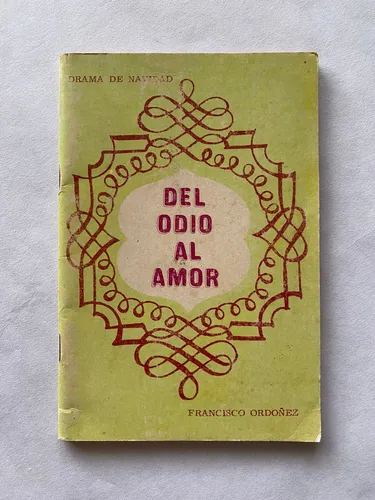 DRAMA DE NAVIDAD
DEL
ODIO
AL
AMOR
FRANCISCO ORDOÑEZ